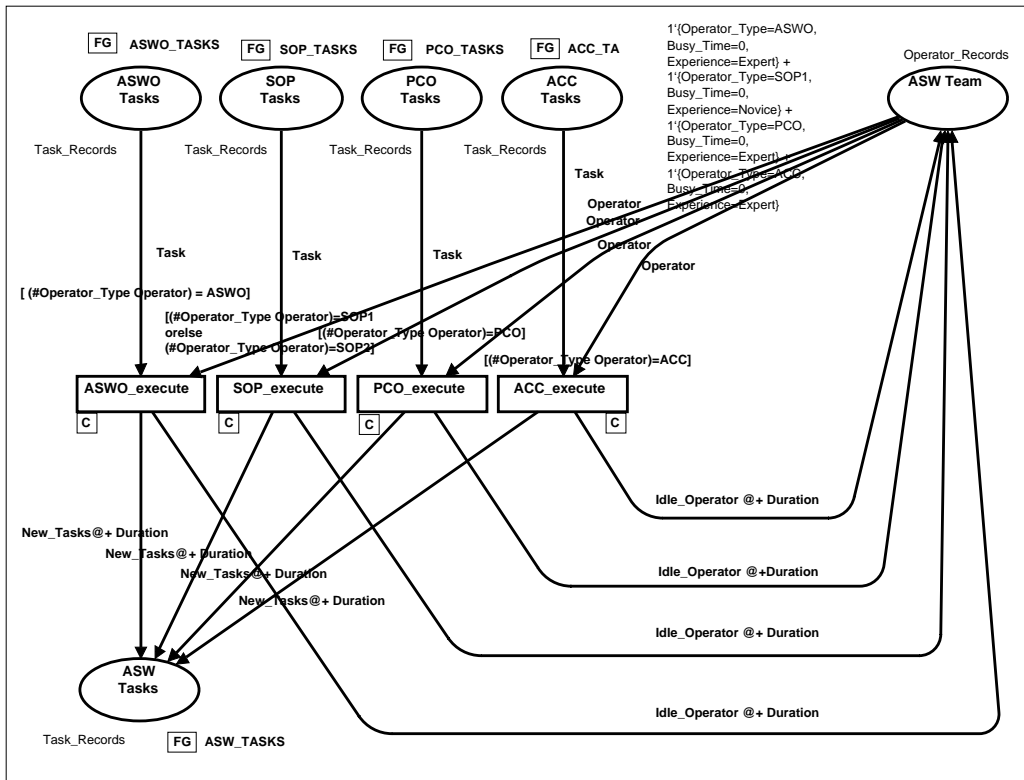 FG ASWO_TASKS
FG SOP_TASKS
FG PCO_TASKS
FG ACC_TA
1‘{Operator_Type=ASWO,
Busy_Time=0,
Experience=Expert} +
1‘{Operator_Type=SOP1,
Busy_Time=0,
Experience=Novice} +
1‘{Operator_Type=PCO,
Busy_Time=0,
Experience=Expert} +
1‘{Operator_Type=ACO,
Busy_Time=0,
Experience=Expert}
Operator_Records
ASWO
Tasks
SOP
Tasks
PCO
Tasks
ACC
Tasks
ASW Team
Task_Records
Task_Records
Task_Records
Task_Records
Task
Operator
Operator
Operator
Operator
Task
Task
Task
[ (#Operator_Type Operator) = ASWO]
[(#Operator_Type Operator)=SOP1
orelse
(#Operator_Type Operator)=SOP2]
[(#Operator_Type Operator)=PCO]
[(#Operator_Type Operator)=ACC]
ASWO_execute
SOP_execute
PCO_execute
ACC_execute
C
C
C
C
Idle_Operator @+ Duration
New_Tasks@+ Duration
New_Tasks@+ Duration
New_Tasks@+ Duration
New_Tasks@+ Duration
Idle_Operator @+Duration
Idle_Operator @+ Duration
ASW
Tasks
Idle_Operator @+ Duration
Task_Records
FG ASW_TASKS